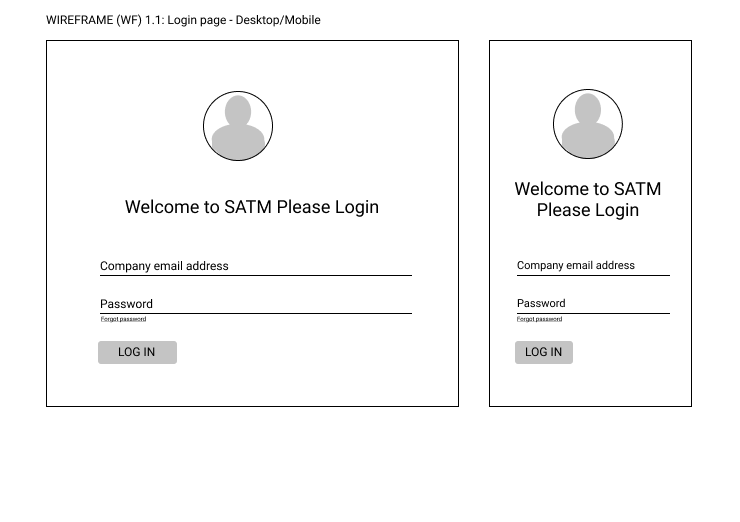 WIREFRAME (WF) 1.1: Login page - Desktop/Mobile
Welcome to SATM Please Login
Company email address
Password
Forgot password
LOG IN
Welcome to SATM
Please Login
Company email address
Password
Forgot password
LOG IN